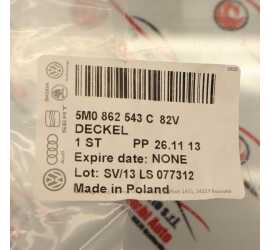 5M0 862 543 C 82V
DECKEL
1 ST PP 26.11 13
Expire date: NONE
Lot: SV/13 LS 077312
Made in Poland
SEAT